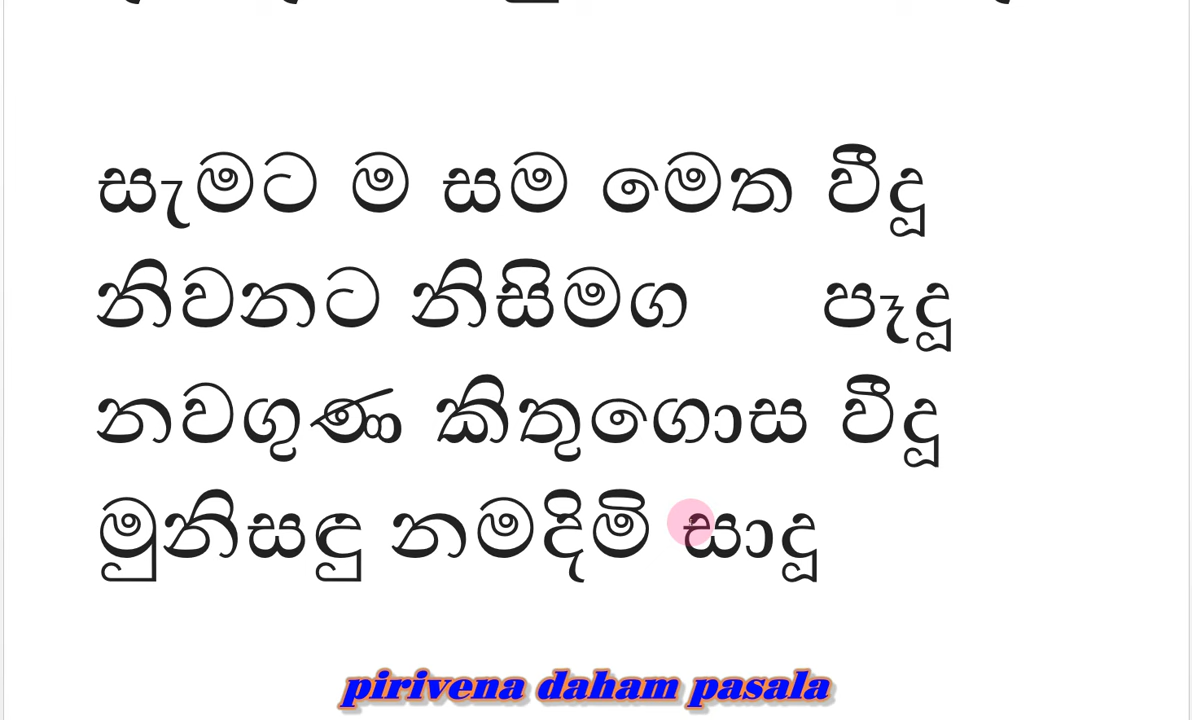 සැමට ම සම මෙත වීදූ
නිවනට නිසිමග පෑදූ
නවගුණ කිතුගොස වීදූ
මුනිසඳු නමදිමි සාදූ
pirivena daham pasala